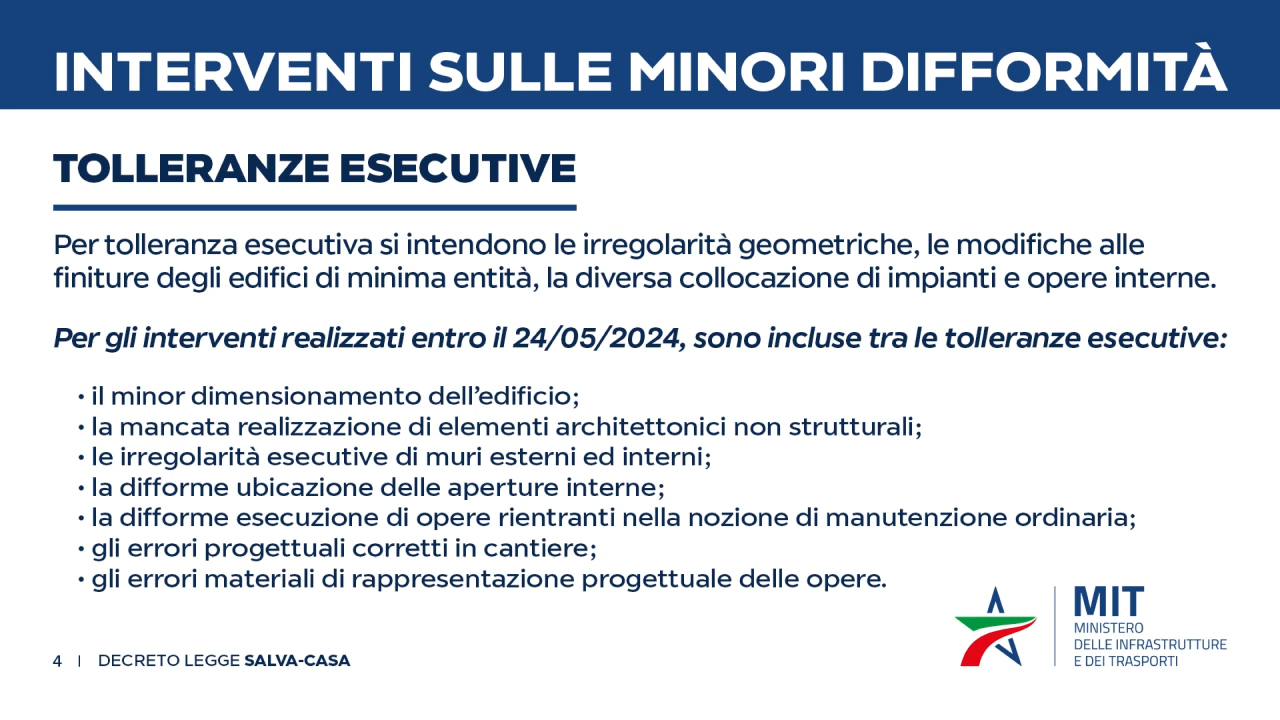 INTERVENTI SULLE MINORI DIFFORMITÀ
TOLLERANZE ESECUTIVE
Per tolleranza esecutiva si intendono le irregolarità geometriche, le modifiche alle
finiture degli edifici di minima entità, la diversa collocazione di impianti e opere interne.
Per gli interventi realizzati entro il 24/05/2024, sono incluse tra le tolleranze esecutive:
• il minor dimensionamento dell’edificio;
• la mancata realizzazione di elementi architettonici non strutturali;
• le irregolarità esecutive di muri esterni ed interni;
• la difforme ubicazione delle aperture interne;
• la difforme esecuzione di opere rientranti nella nozione di manutenzione ordinaria;
• gli errori progettuali corretti in cantiere;
• gli errori materiali di rappresentazione progettuale delle opere.
4 | DECRETO LEGGE SALVA-CASA
MIT
MINISTERO
DELLE INFRASTRUTTURE
E DEI TRASPORTI